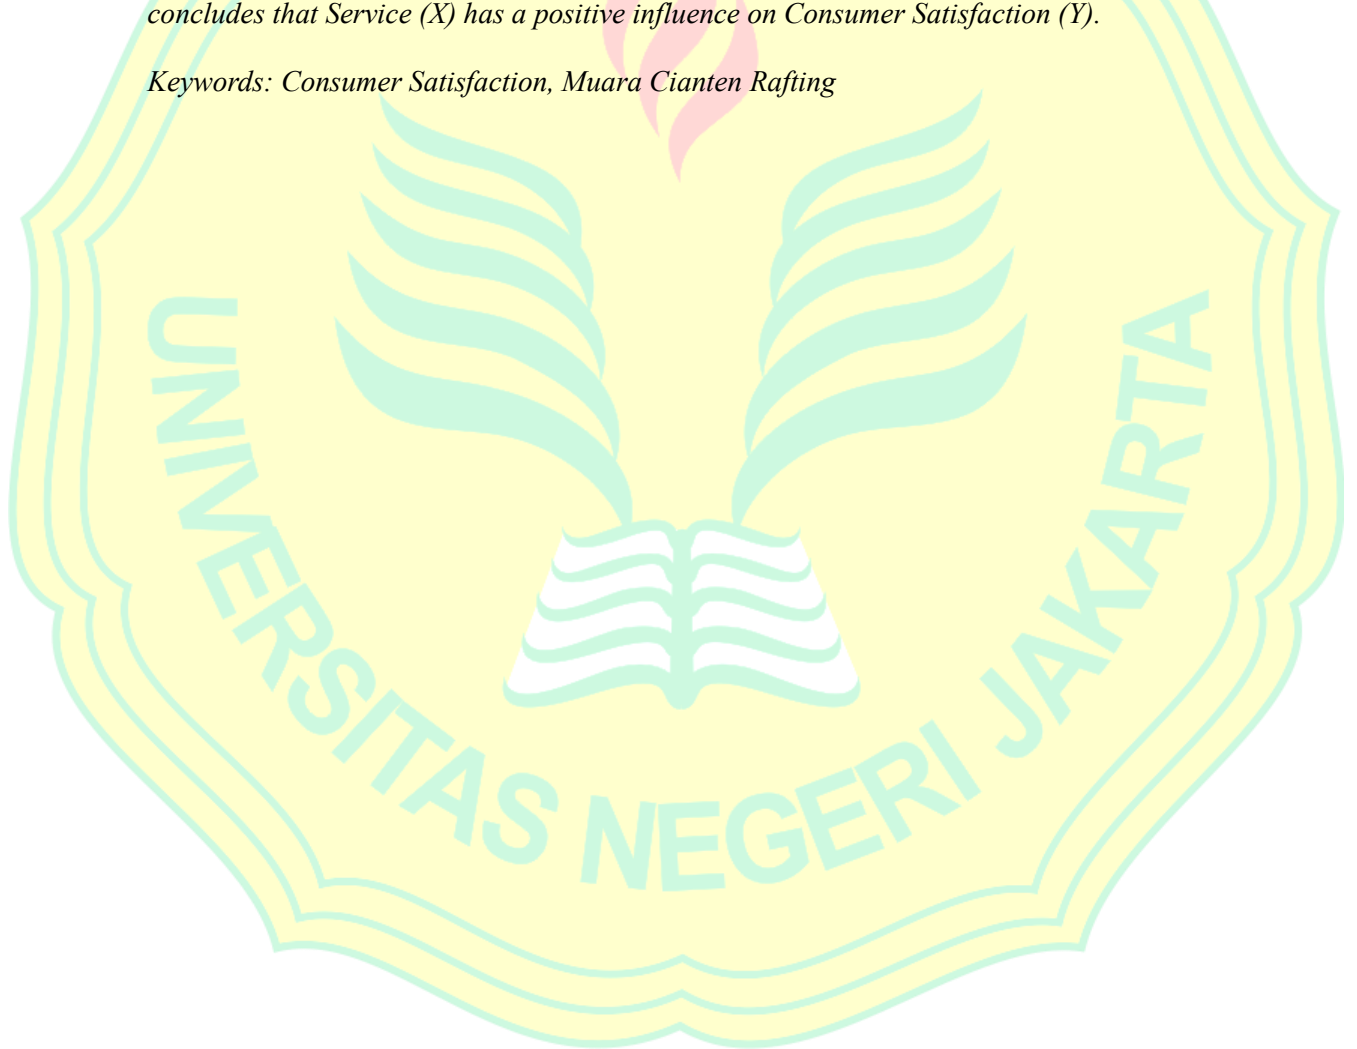 concludes that Service (X) has a positive influence on Consumer Satisfaction (Y).
Keywords: Consumer Satisfaction, Muara Cianten Rafting
UNIVERSITAS NEGERI JAKARTA